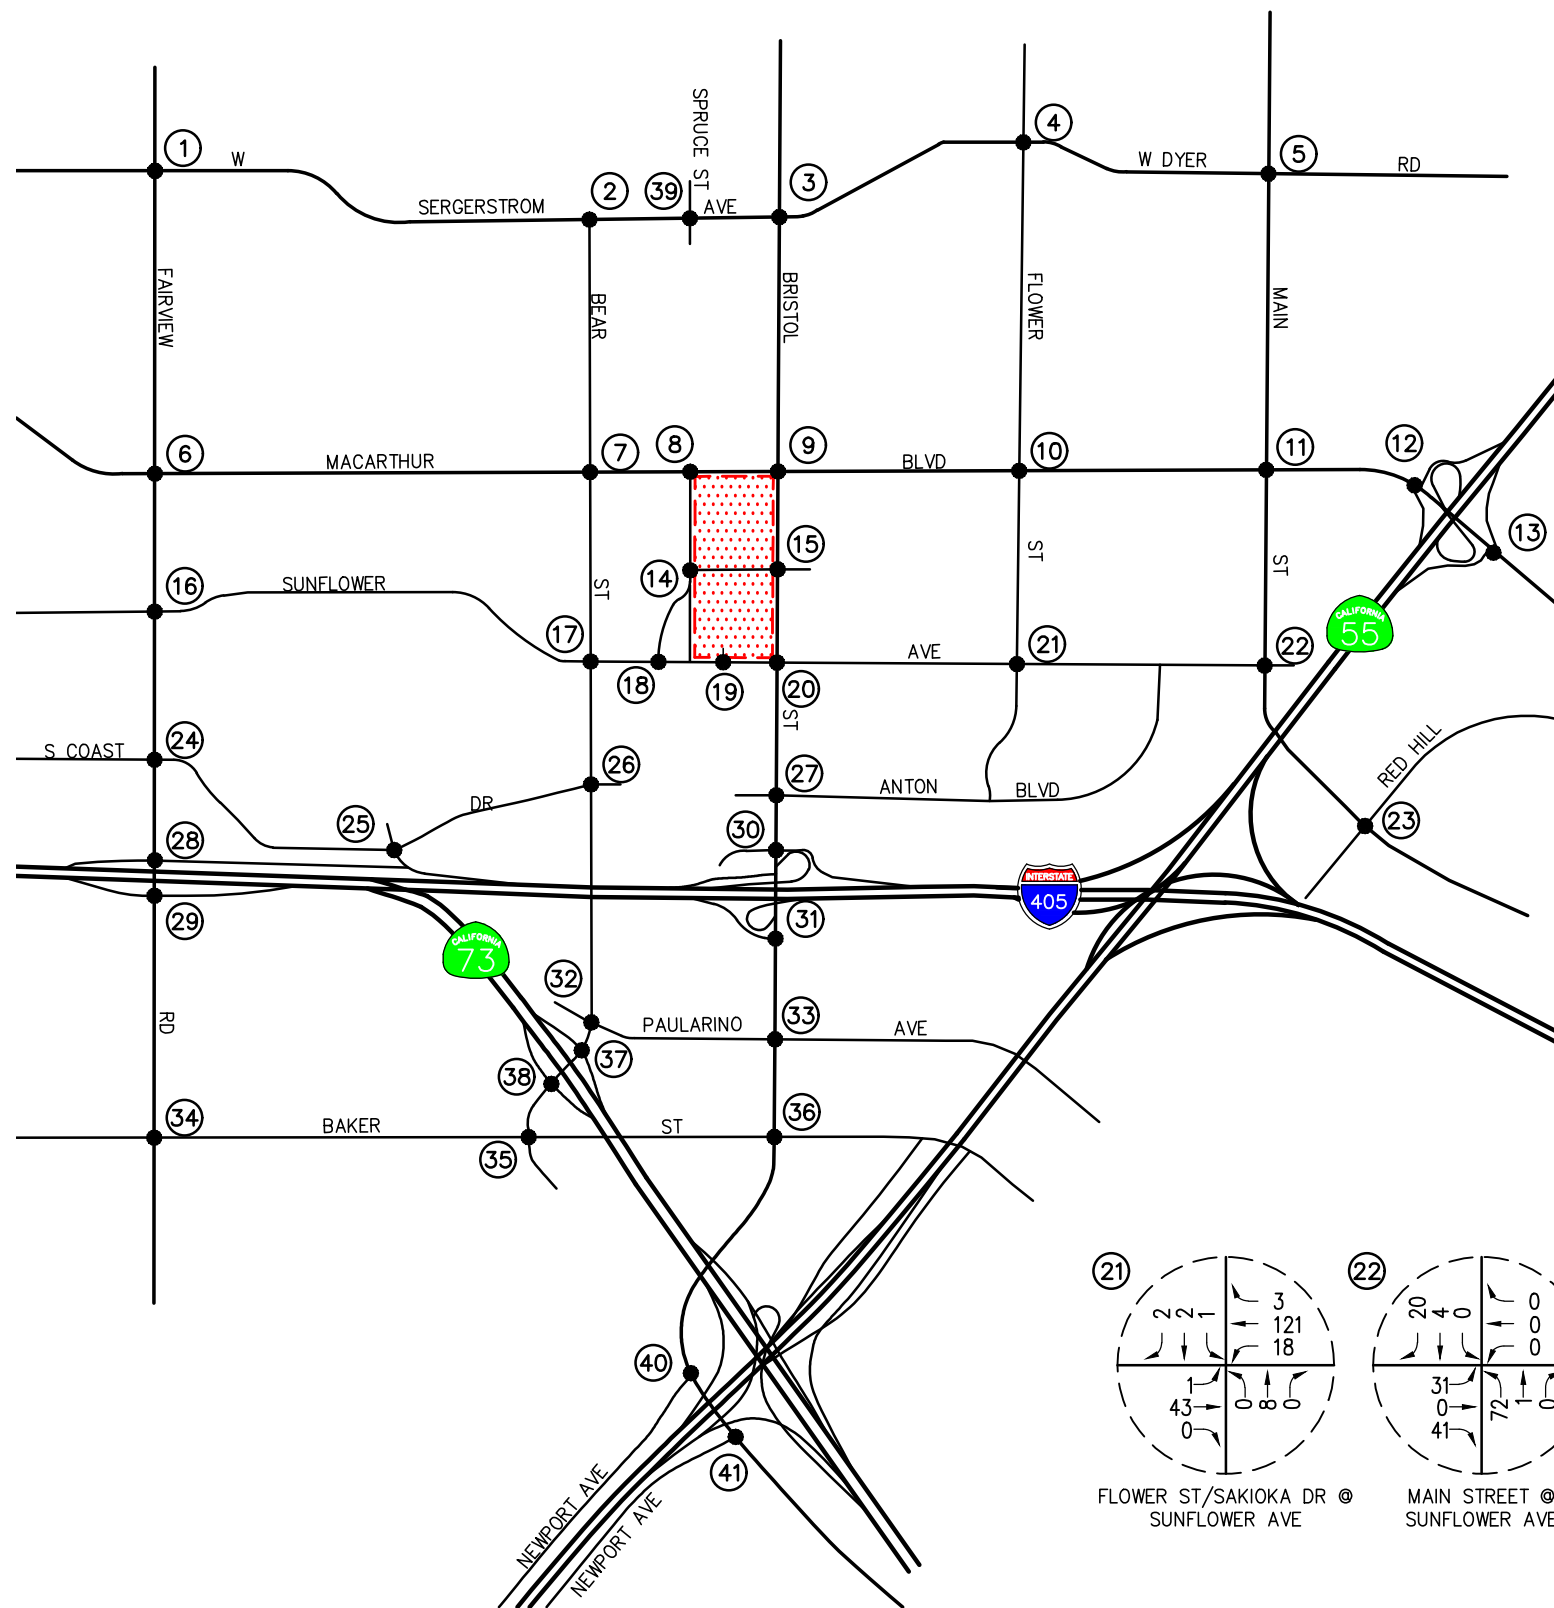 SPRUCE ST
1
W
2
39
3
4
5
SERGERSTROM
AVE
W DYER
RD
FAIRVIEW
BEAR
BRISTOL
FLOWER
MAIN
6
MACARTHUR
7
8
9
BLVD
10
11
12
13
14
15
ST
ST
16
SUNFLOWER
ST
17
18
19
20
AVE
21
22
CALIFORNIA
55
ST
S COAST
24
DR
25
26
27
ANTON
BLVD
RED HILL
23
28
29
30
31
INTERSTATE
405
CALIFORNIA
73
RD
32
PAULARINO
33
AVE
37
38
34
BAKER
35
ST
36
40
41
NEWPORT AVE
NEWPORT AVE
21
2
2
1
3
121
18
1
43
0
0
8
0
FLOWER ST/SAKIOKA DR @
SUNFLOWER AVE
22
20
4
0
0
0
0
31
0
41
72
1
0
MAIN STREET @
SUNFLOWER AVE